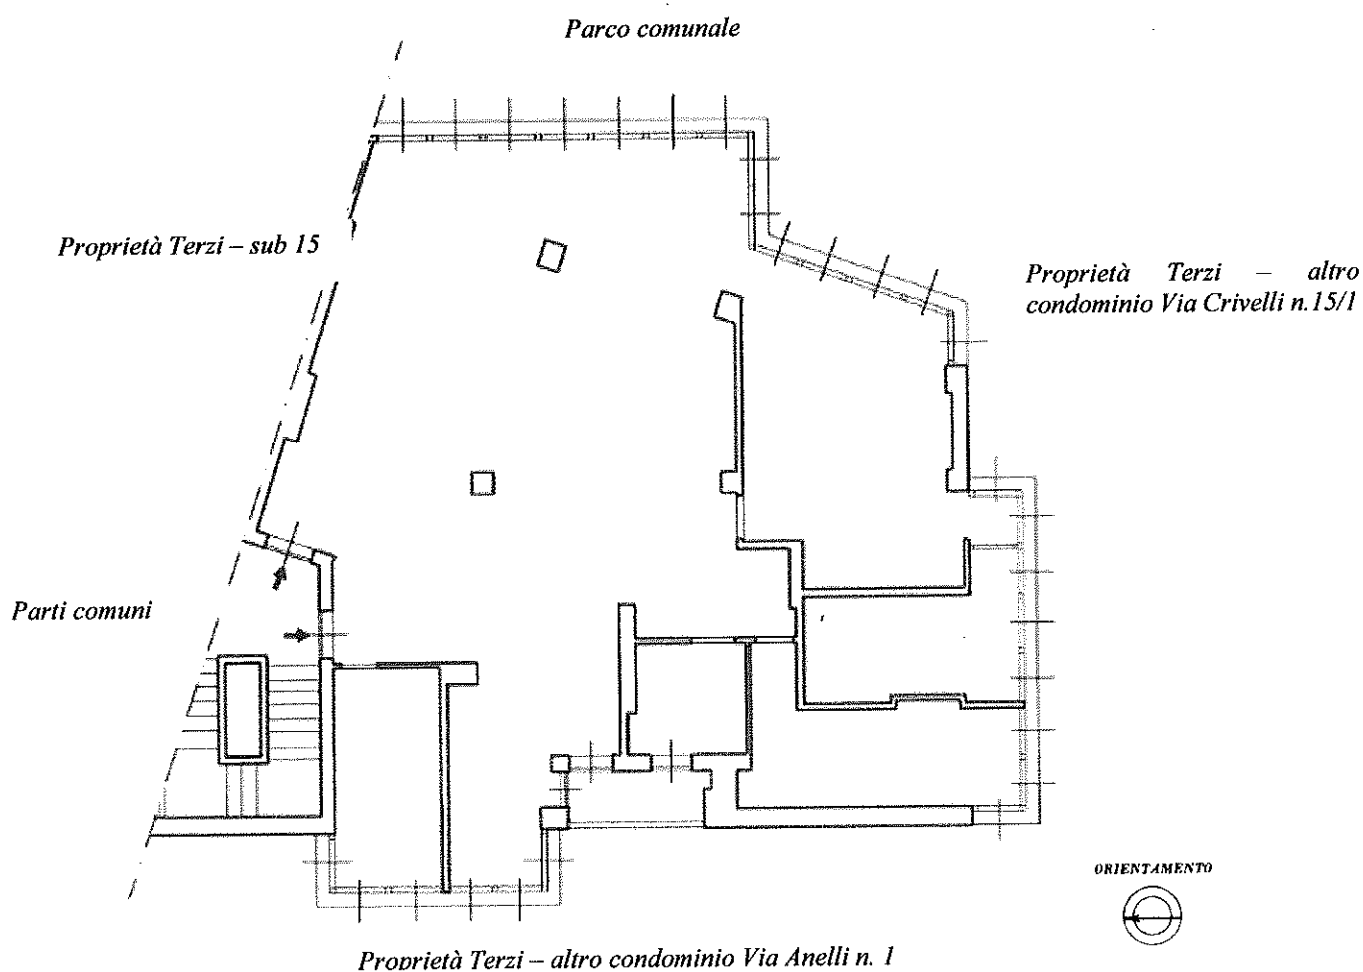 Parco comunale
Proprietà Terzi – sub 15
Proprietà Terzi – altro
condominio Via Crivelli n.15/1
Parti comuni
ORIENTAMENTO
Proprietà Terzi – altro condominio Via Anelli n. 1